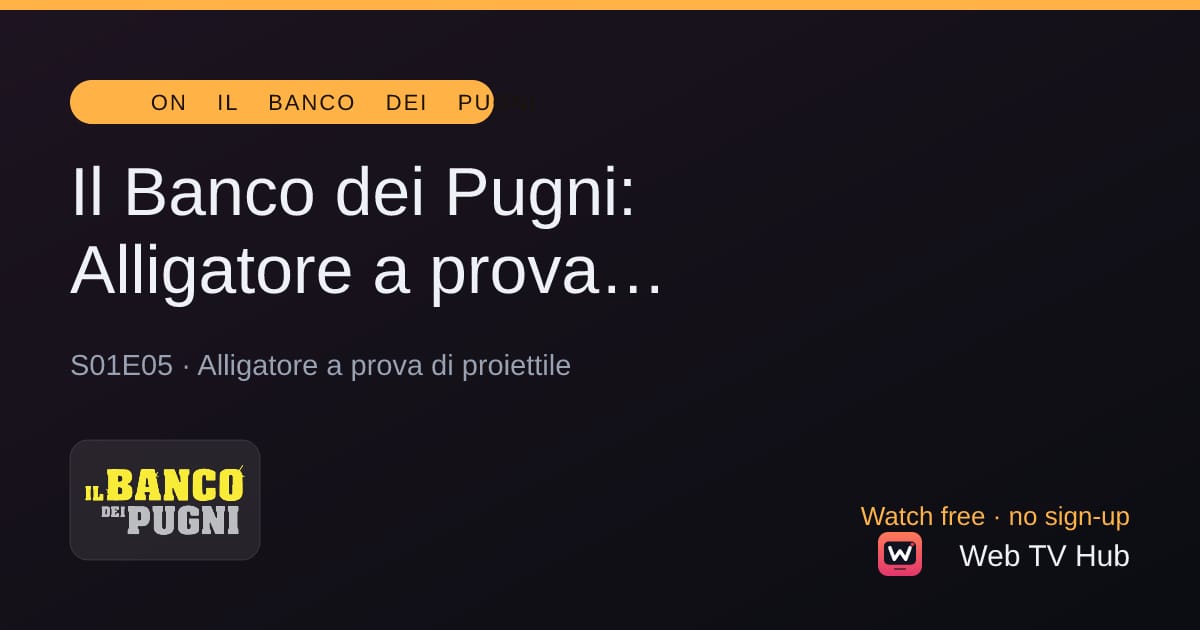 ON IL BANCO DEI PUGNI
Il Banco dei Pugni:
Alligatore a prova…
S01E05 · Alligatore a prova di proiettile
IL BANCO
DEI PUGNI
Watch free · no sign-up
W
Web TV Hub